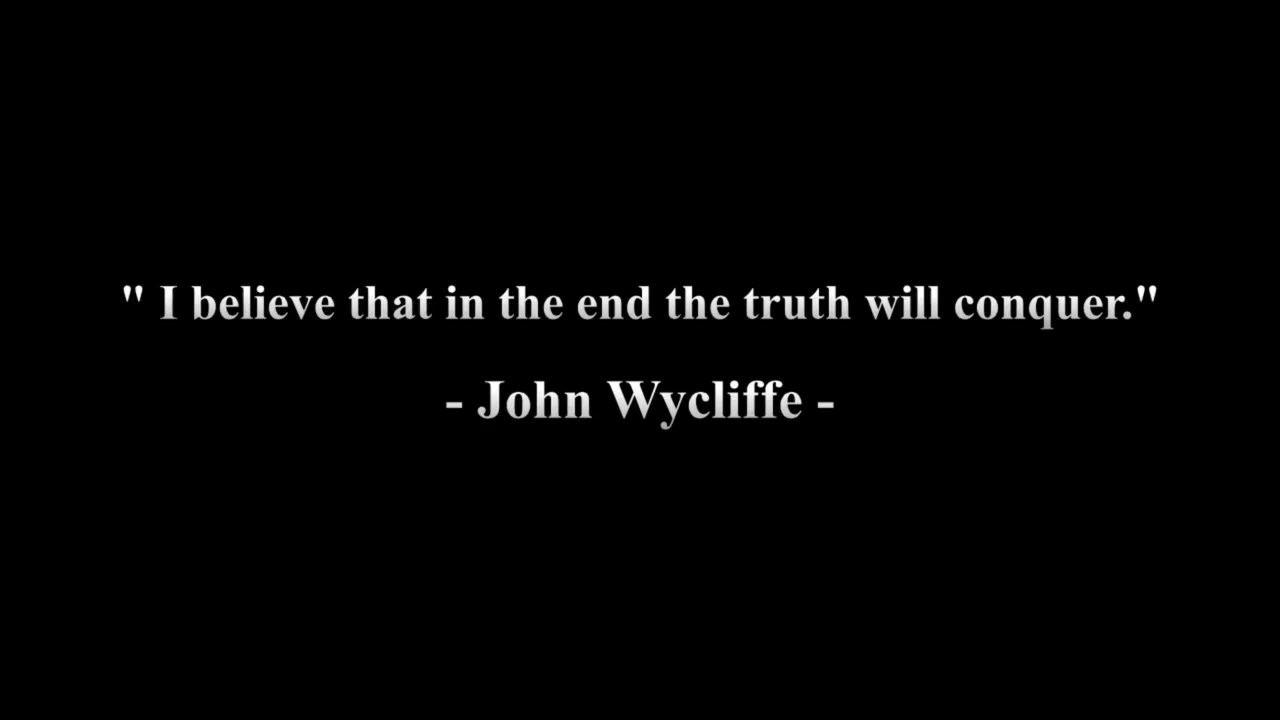 " I believe that in the end the truth will conquer."
- John Wycliffe -